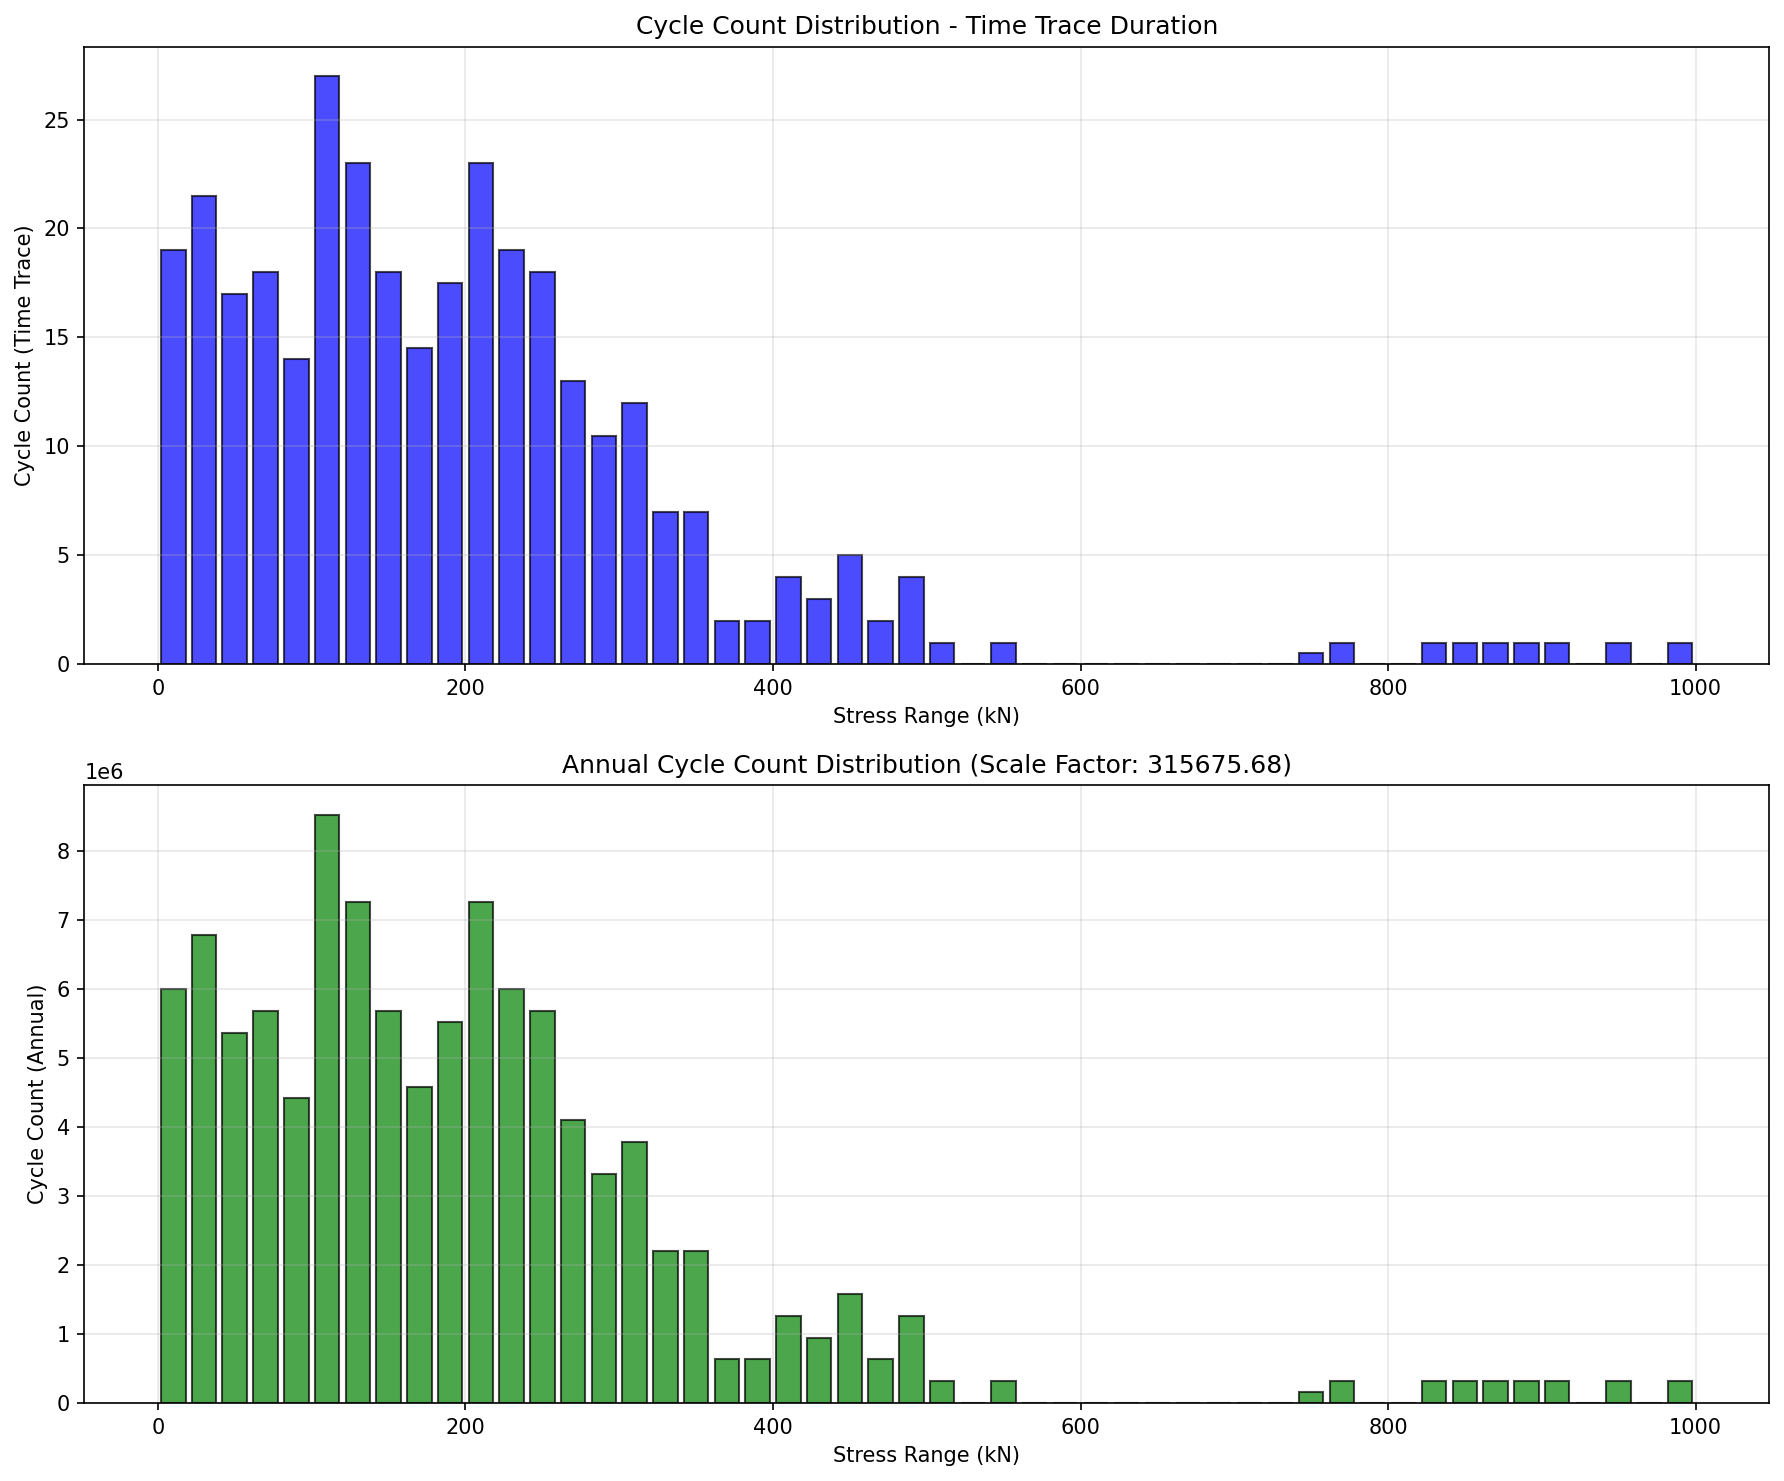 Cycle Count Distribution - Time Trace Duration
25
20
15
10
5
0
Cycle Count (Time Trace)
0 200 400 600 800 1000
Stress Range (kN)
Annual Cycle Count Distribution (Scale Factor: 315675.68)
1e6
8
7
6
5
4
3
2
1
0
Cycle Count (Annual)
0 200 400 600 800 1000
Stress Range (kN)